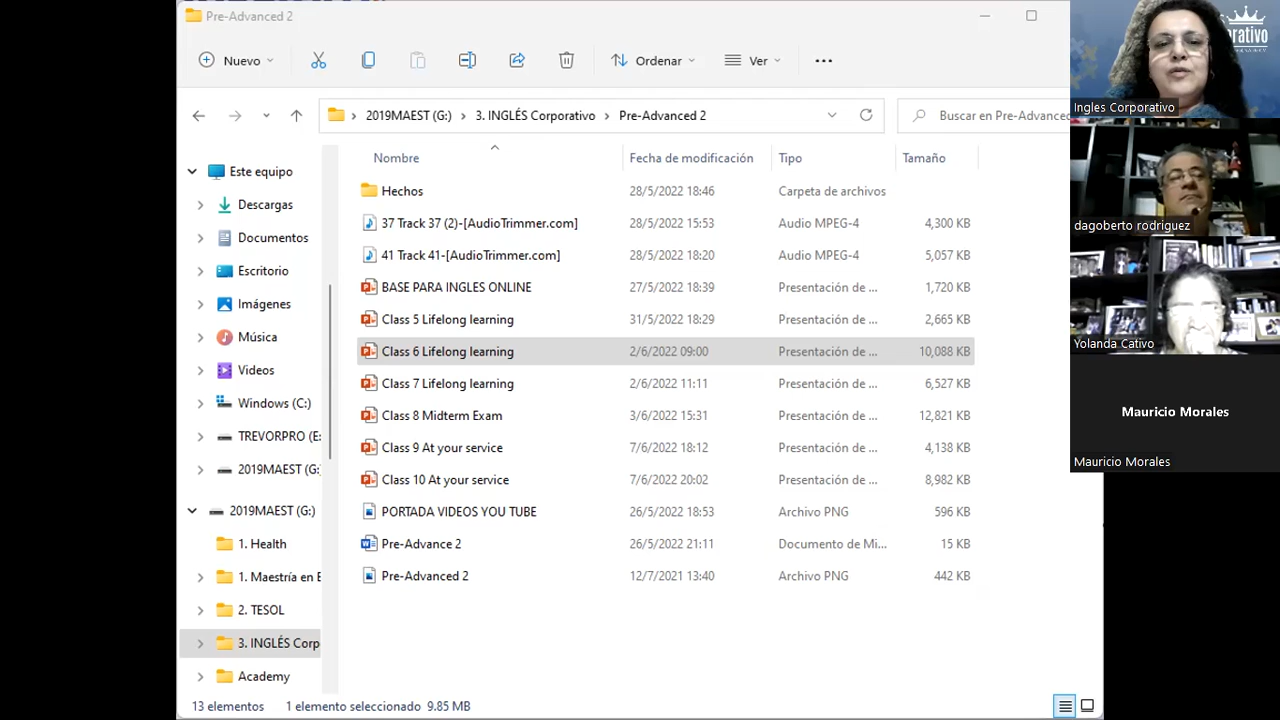 Pre-Advanced 2
Nuevo
Ordenar
Ver
2019MAEST (G:) > 3. INGLÉS Corporativo > Pre-Advanced 2
Buscar en Pre-Advanced
Nombre Fecha de modificación Tipo Tamaño
Hechos 28/5/2022 18:46 Carpeta de archivos
37 Track 37 (2)-[AudioTrimmer.com] 28/5/2022 15:53 Audio MPEG-4 4,300 KB
41 Track 41-[AudioTrimmer.com] 28/5/2022 18:20 Audio MPEG-4 5,057 KB
BASE PARA INGLES ONLINE 27/5/2022 18:39 Presentación de ... 1,720 KB
Class 5 Lifelong learning 31/5/2022 18:29 Presentación de ... 2,665 KB
Class 6 Lifelong learning 2/6/2022 09:00 Presentación de ... 10,088 KB
Class 7 Lifelong learning 2/6/2022 11:11 Presentación de ... 6,527 KB
Class 8 Midterm Exam 3/6/2022 15:31 Presentación de ... 12,821 KB
Class 9 At your service 7/6/2022 18:12 Presentación de ... 4,138 KB
Class 10 At your service 7/6/2022 20:02 Presentación de ... 8,982 KB
PORTADA VIDEOS YOU TUBE 26/5/2022 18:53 Archivo PNG 596 KB
Pre-Advance 2 26/5/2022 21:11 Documento de Mi... 15 KB
Pre-Advanced 2 12/7/2021 13:40 Archivo PNG 442 KB
Este equipo
Descargas
Documentos
Escritorio
Imágenes
Música
Videos
Windows (C:)
TREVORPRO (E:
2019MAEST (G:
2019MAEST (G:)
1. Health
1. Maestría en E
2. TESOL
3. INGLÉS Corp
Academy
13 elementos 1 elemento seleccionado 9.85 MB
orativo
Ingles Corporativo
dagoberto rodriguez
Yolanda Cativo
Mauricio Morales
Mauricio Morales